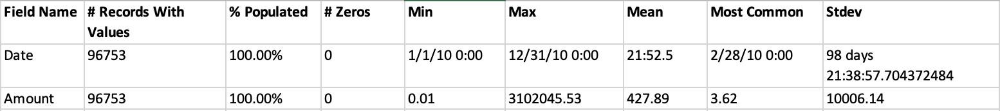 Field Name # Records With Values % Populated # Zeros Min Max Mean Most Common Stdev
Date 96753 100.00% 0 1/1/10 0:00 12/31/10 0:00 21:52.5 2/28/10 0:00 98 days 21:38:57.704372484
Amount 96753 100.00% 0 0.01 3102045.53 427.89 3.62 10006.14